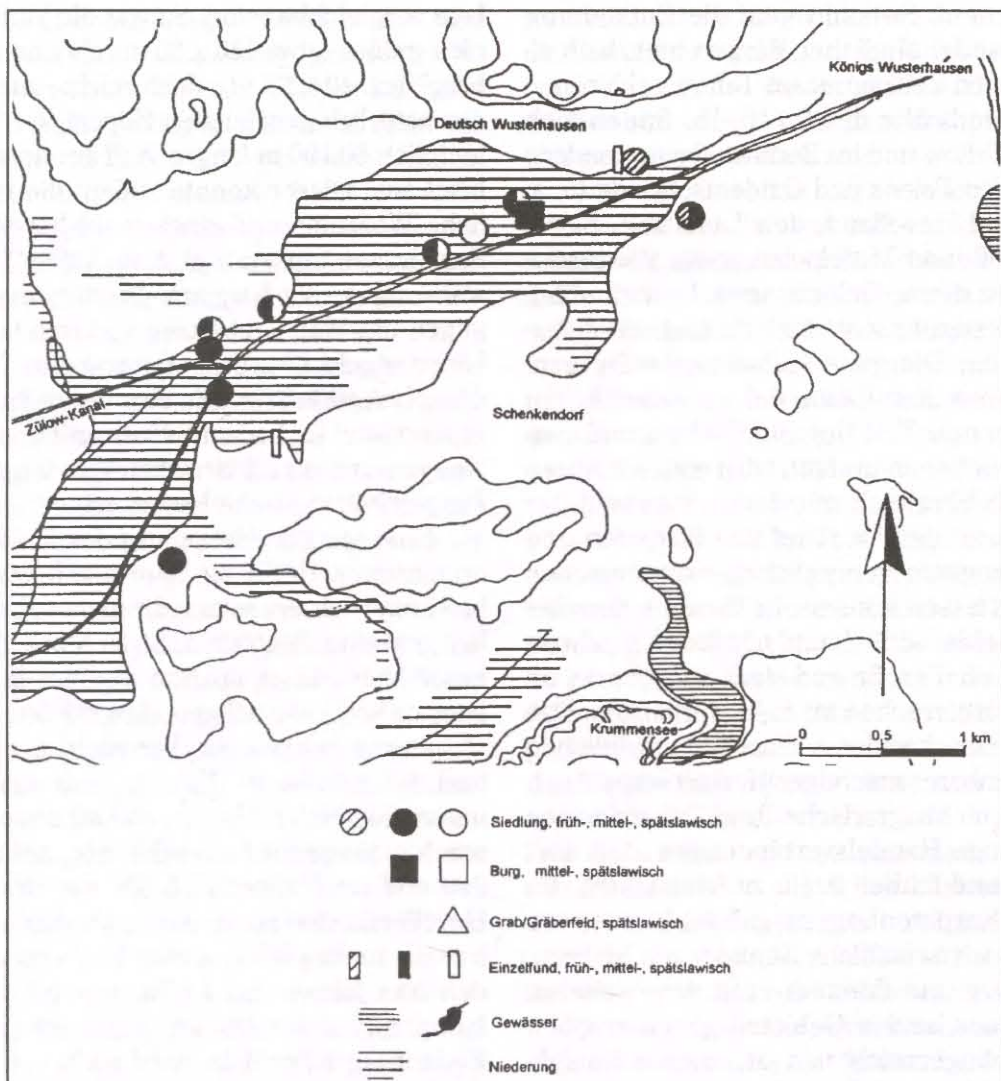 Königs Wusterhausen
Deutsch Wusterhausen
Zülow-Kanal
Schenkendorf
N
Krummensee
0 0,5 1 km
Siedlung, früh-, mittel-, spätslawisch
Burg, mittel-, spätslawisch
Grab/Gräberfeld, spätslawisch
Einzelfund, früh-, mittel-, spätslawisch
Gewässer
Niederung